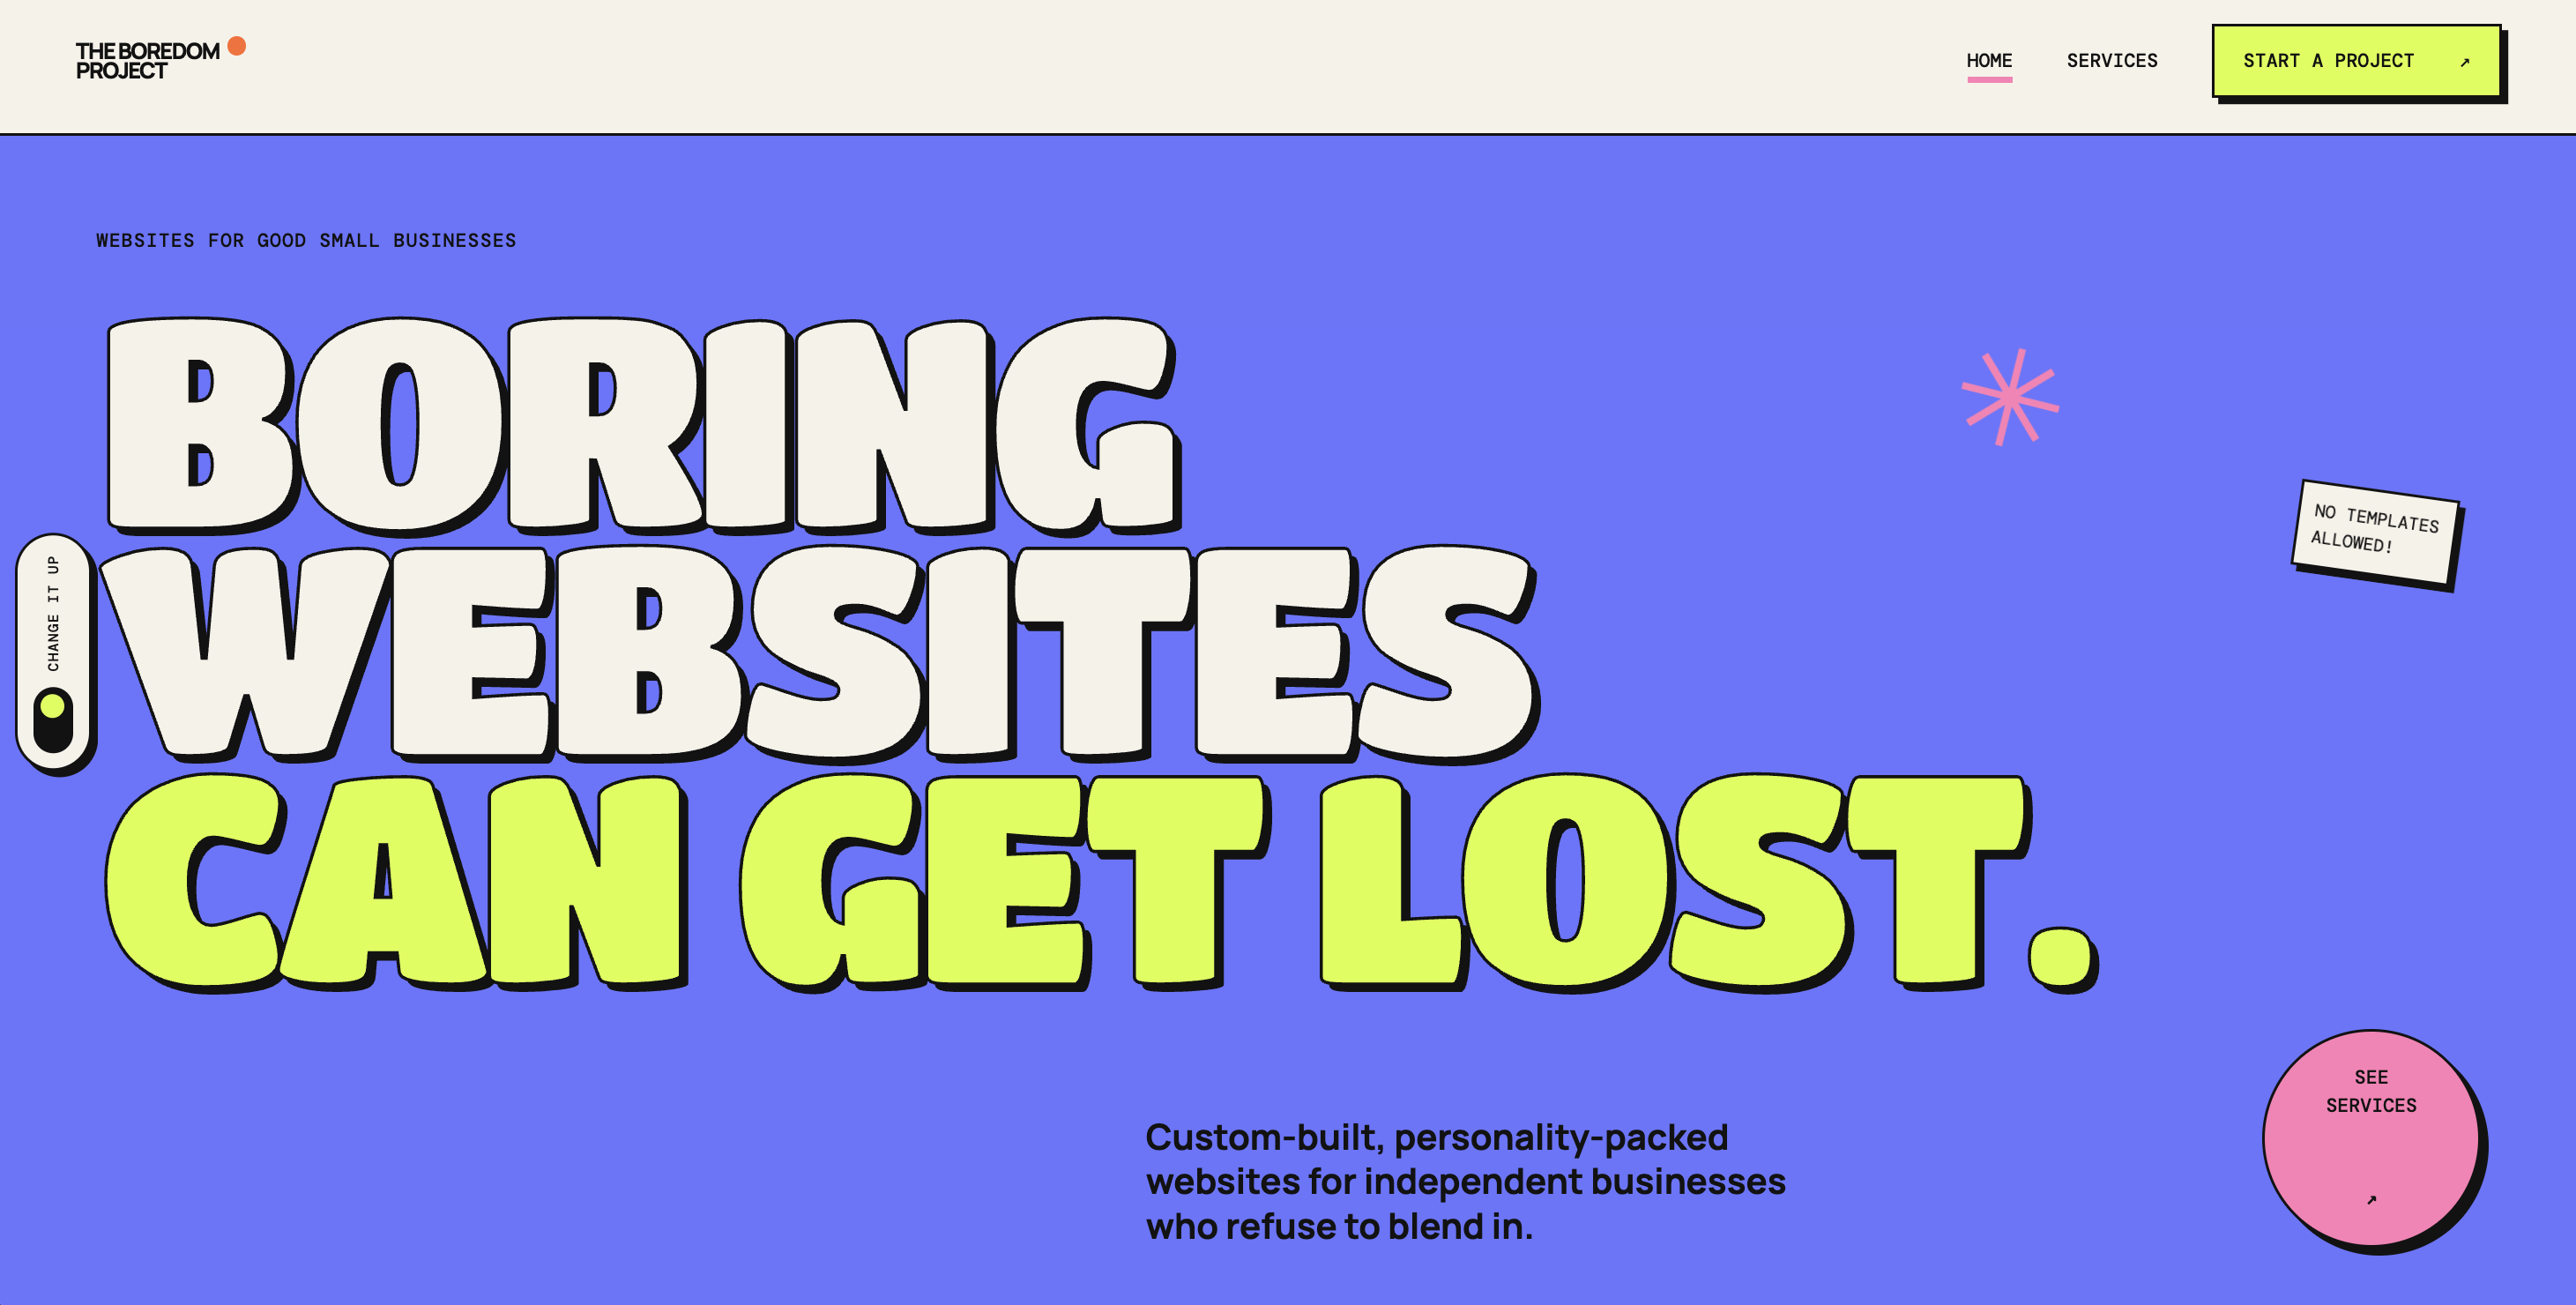 THE BOREDOM
PROJECT
HOME
SERVICES
START A PROJECT ↗
WEBSITES FOR GOOD SMALL BUSINESSES
BORING
WEBSITES
CAN GET LOST.
CHANGE IT UP
NO TEMPLATES
ALLOWED!
Custom-built, personality-packed
websites for independent businesses
who refuse to blend in.
SEE
SERVICES
↗